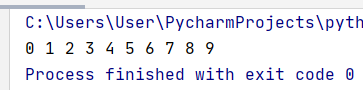 C:\Users\User\PycharmProjects\pyth
0 1 2 3 4 5 6 7 8 9
Process finished with exit code 0